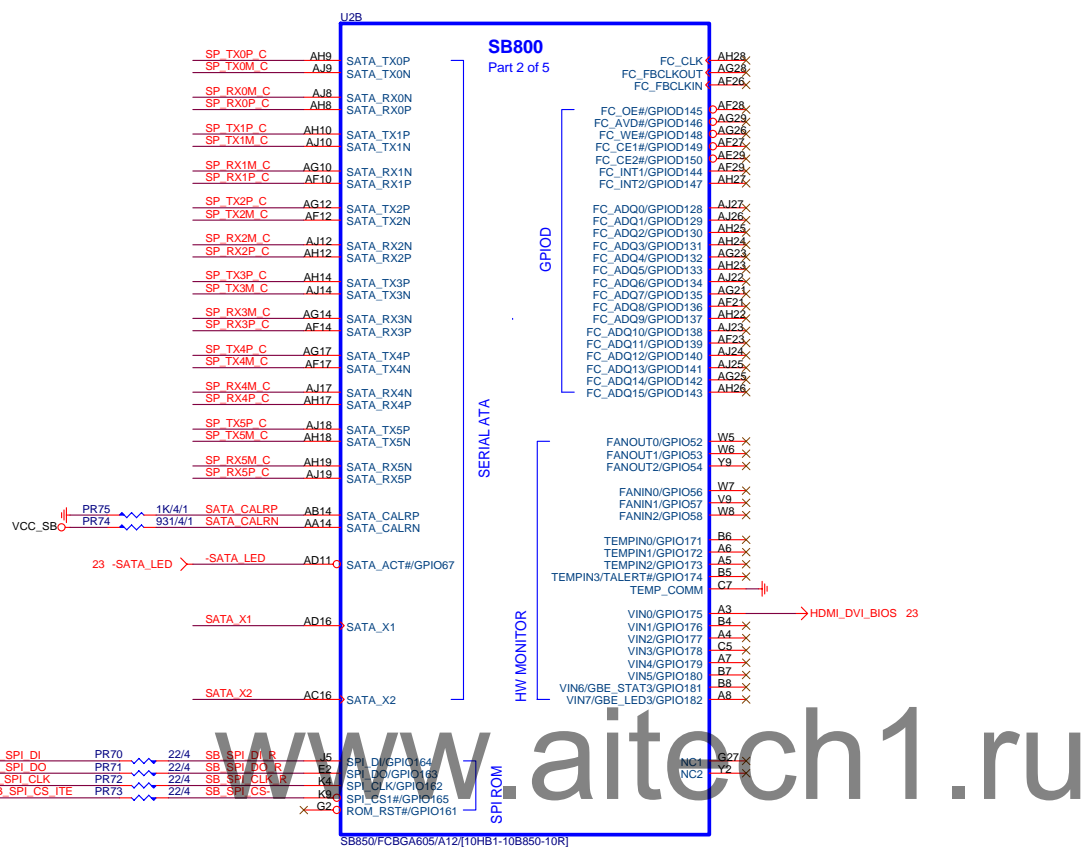 U2B
SB800
Part 2 of 5
SP_TX0P_C AH9 SATA_TX0P
SP_TX0M_C AJ9 SATA_TX0N
SP_RX0M_C AJ8 SATA_RX0N
SP_RX0P_C AH8 SATA_RX0P
SP_TX1P_C AH10 SATA_TX1P
SP_TX1M_C AJ10 SATA_TX1N
SP_RX1M_C AG10 SATA_RX1N
SP_RX1P_C AF10 SATA_RX1P
SP_TX2P_C AG12 SATA_TX2P
SP_TX2M_C AF12 SATA_TX2N
SP_RX2M_C AJ12 SATA_RX2N
SP_RX2P_C AH12 SATA_RX2P
SP_TX3P_C AH14 SATA_TX3P
SP_TX3M_C AJ14 SATA_TX3N
SP_RX3M_C AG14 SATA_RX3N
SP_RX3P_C AF14 SATA_RX3P
SP_TX4P_C AG17 SATA_TX4P
SP_TX4M_C AF17 SATA_TX4N
SP_RX4M_C AJ17 SATA_RX4N
SP_RX4P_C AH17 SATA_RX4P
SP_TX5P_C AJ18 SATA_TX5P
SP_TX5M_C AH18 SATA_TX5N
SP_RX5M_C AH19 SATA_RX5N
SP_RX5P_C AJ19 SATA_RX5P
PR75 1K/4/1 SATA_CALRP AB14 SATA_CALRP
VCC_SB PR74 931/4/1 SATA_CALRN AA14 SATA_CALRN
23 -SATA_LED -SATA_LED AD11 SATA_ACT#/GPIO67
SATA_X1 AD16 SATA_X1
SATA_X2 AC16 SATA_X2
SPI_DI PR70 22/4 SB_SPI_DI_R J5 SPI_DI/GPIO164
SPI_DO PR71 22/4 SB_SPI_DO_R E2 SPI_DO/GPIO163
SPI_CLK PR72 22/4 SB_SPI_CLK_R K4 SPI_CLK/GPIO162
SPI_CS_ITE PR73 22/4 SB_SPI_CS- K9 SPI_CS1#/GPIO165
G2 ROM_RST#/GPIO161
SERIAL ATA
SPI ROM
FC_CLK AH28
FC_FBCLKOUT AG28
FC_FBCLKIN AF26
FC_OE#/GPIOD145 AF28
FC_AVD#/GPIOD146 AG29
FC_WE#/GPIOD148 AG26
FC_CE1#/GPIOD149 AF27
FC_CE2#/GPIOD150 AE29
FC_INT1/GPIOD144 AF29
FC_INT2/GPIOD147 AH27
FC_ADQ0/GPIOD128 AJ27
FC_ADQ1/GPIOD129 AJ26
FC_ADQ2/GPIOD130 AH25
FC_ADQ3/GPIOD131 AH24
FC_ADQ4/GPIOD132 AG23
FC_ADQ5/GPIOD133 AH23
FC_ADQ6/GPIOD134 AJ22
FC_ADQ7/GPIOD135 AG21
FC_ADQ8/GPIOD136 AF21
FC_ADQ9/GPIOD137 AH22
FC_ADQ10/GPIOD138 AJ23
FC_ADQ11/GPIOD139 AF23
FC_ADQ12/GPIOD140 AJ24
FC_ADQ13/GPIOD141 AJ25
FC_ADQ14/GPIOD142 AG25
FC_ADQ15/GPIOD143 AH26
GPIOD
FANOUT0/GPIO52 W5
FANOUT1/GPIO53 W6
FANOUT2/GPIO54 Y9
FANIN0/GPIO56 W7
FANIN1/GPIO57 V9
FANIN2/GPIO58 W8
TEMPIN0/GPIO171 B6
TEMPIN1/GPIO172 A6
TEMPIN2/GPIO173 A5
TEMPIN3/TALERT#/GPIO174 B5
TEMP_COMM C7
VIN0/GPIO175 A3 HDMI_DVI_BIOS 23
VIN1/GPIO176 B4
VIN2/GPIO177 A4
VIN3/GPIO178 C5
VIN4/GPIO179 A7
VIN5/GPIO180 B7
VIN6/GBE_STAT3/GPIO181 B8
VIN7/GBE_LED3/GPIO182 A8
HW MONITOR
NC1 G27
NC2 Y2
www.aitech1.ru
SB850/FCBGA605/A12/[10HB1-10B850-10R]